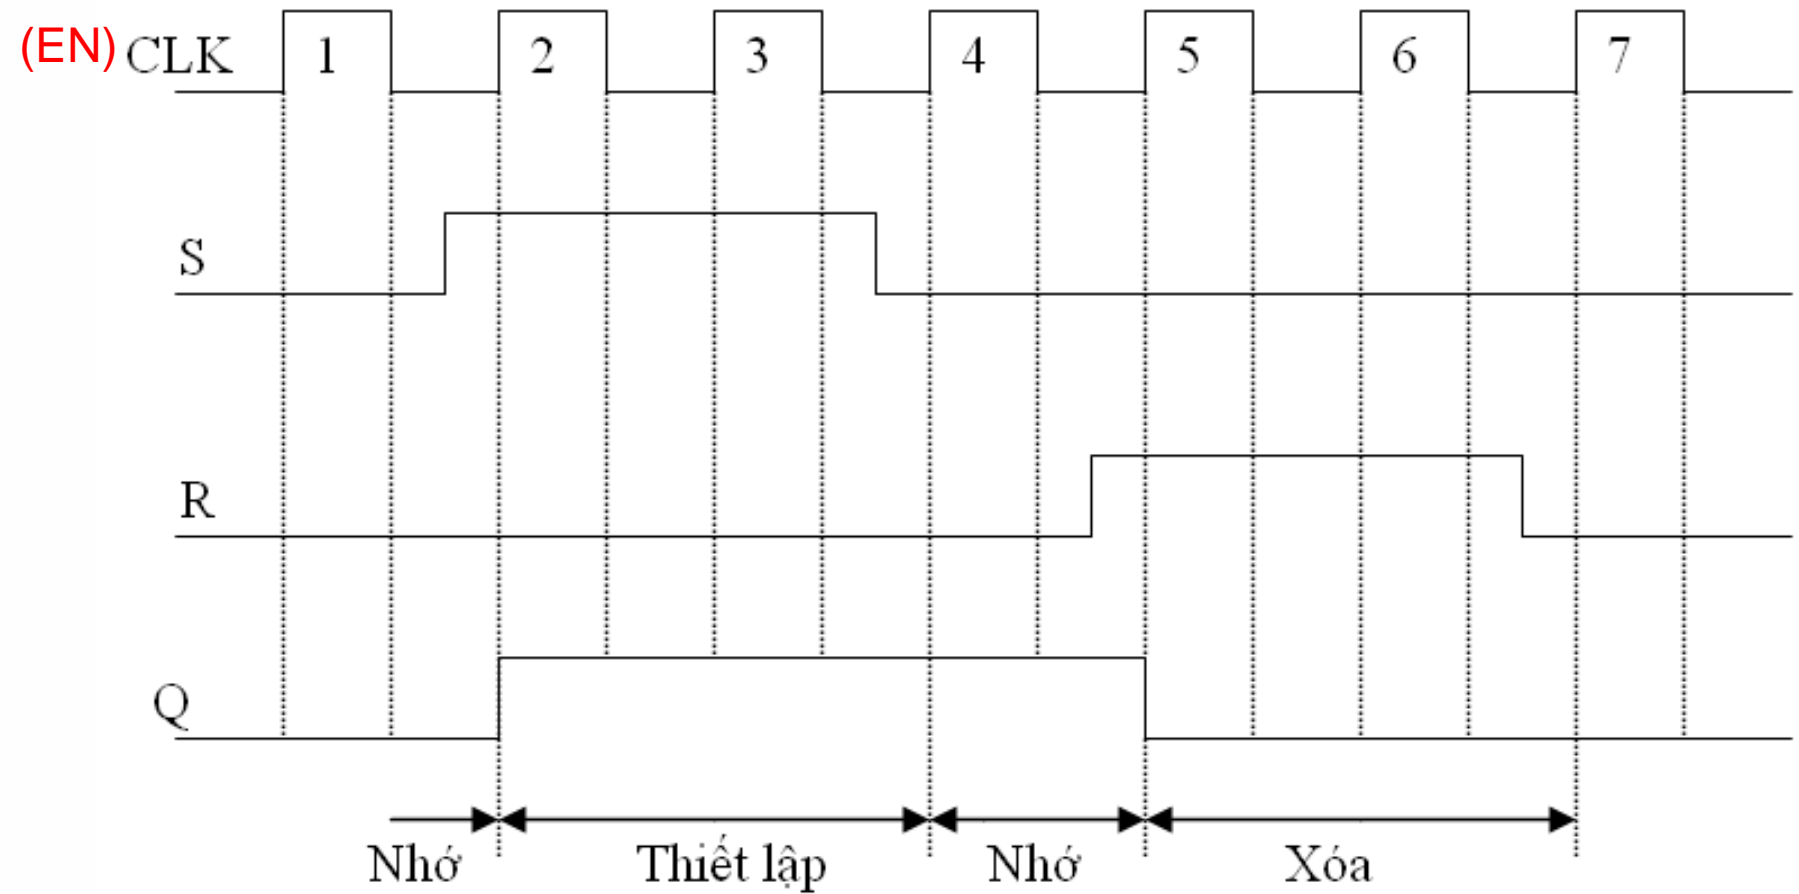 (EN) CLK 1 2 3 4 5 6 7
S
R
Q
Nhớ Thiết lập Nhớ Xóa